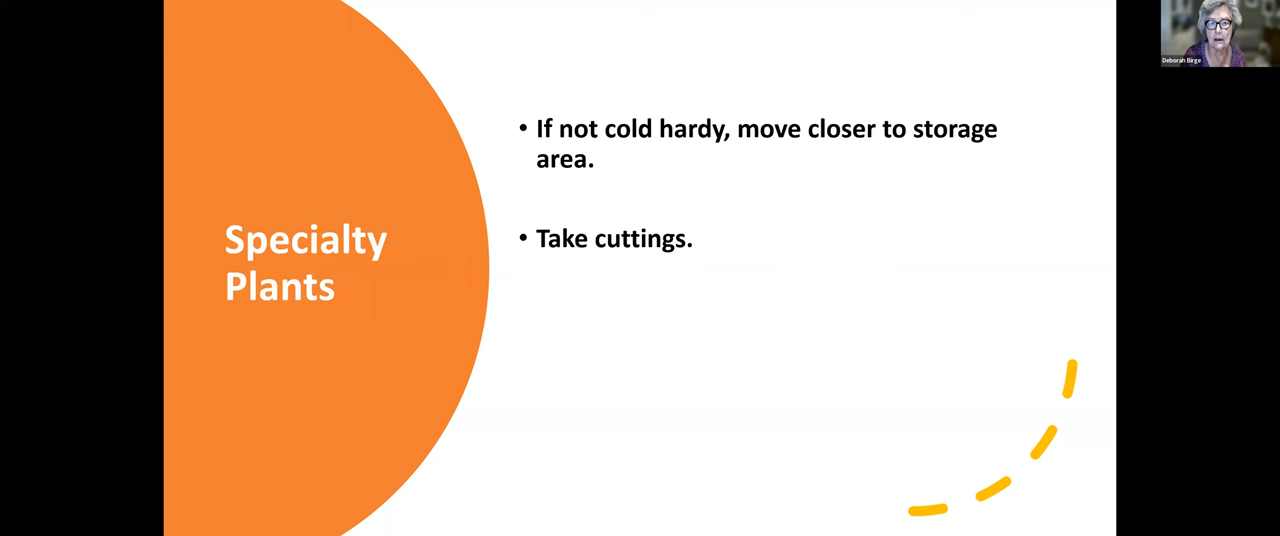 Specialty
Plants
• If not cold hardy, move closer to storage
area.
• Take cuttings.
Deborah Birge